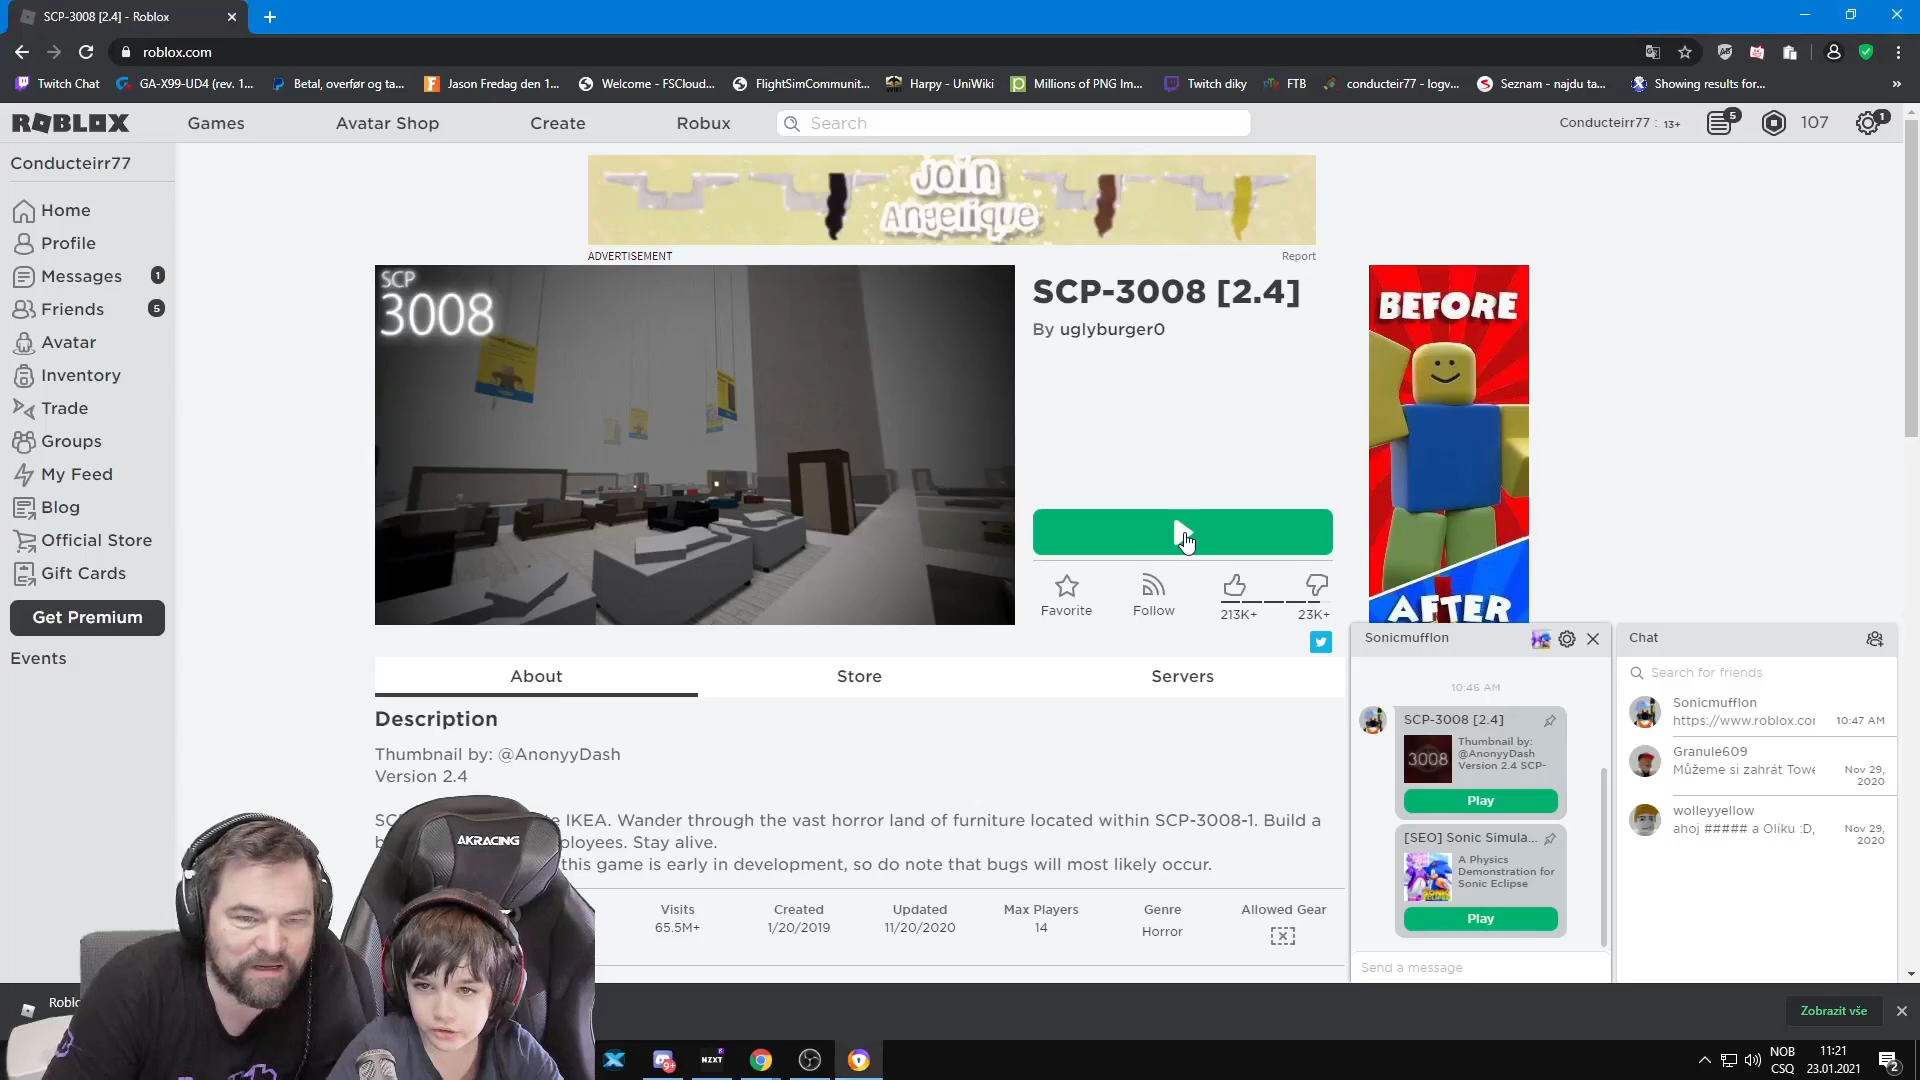 SCP-3008 [2.4] - Roblox
roblox.com
Twitch Chat
GA-X99-UD4 (rev. 1...
Betal, overfør og ta...
Jason Fredag den 1...
Welcome - FSCloud...
FlightSimCommunit...
Harpy - UniWiki
Millions of PNG Im...
Twitch diky
FTB
conducteir77 - logv...
Seznam - najdu ta...
Showing results for...
ROBLOX
Games
Avatar Shop
Create
Robux
Search
Conducteirr77 : 13+
5
107
1
Conducteirr77
Home
Profile
Messages 1
Friends 5
Avatar
Inventory
Trade
Groups
My Feed
Blog
Official Store
Gift Cards
Get Premium
Events
Join
Angelique
ADVERTISEMENT
Report
SCP
3008
SCP-3008 [2.4]
By uglyburger0
Favorite
Follow
213K+
23K+
BEFORE
AFTER
About
Store
Servers
Description
Thumbnail by: @AnonyyDash
Version 2.4
IKEA. Wander through the vast horror land of furniture located within SCP-3008-1. Build a
ployees. Stay alive.
this game is early in development, so do note that bugs will most likely occur.
Visits
65.5M+
Created
1/20/2019
Updated
11/20/2020
Max Players
14
Genre
Horror
Allowed Gear
Sonicmufflon
10:46 AM
SCP-3008 [2.4]
3008
Thumbnail by:
@AnonyyDash
Version 2.4 SCP-
Play
[SEO] Sonic Simula...
A Physics
Demonstration for
Sonic Eclipse
Play
Send a message
Chat
Search for friends
Sonicmufflon
https://www.roblox.cor 10:47 AM
Granule609
Můžeme si zahrát Towe Nov 29,
2020
wolleyyellow
ahoj ##### a Olíku :D, Nov 29,
2020
AKRACING
Zobrazit vše
9+
NZXT
NOB
CSQ
11:21
23.01.2021
2